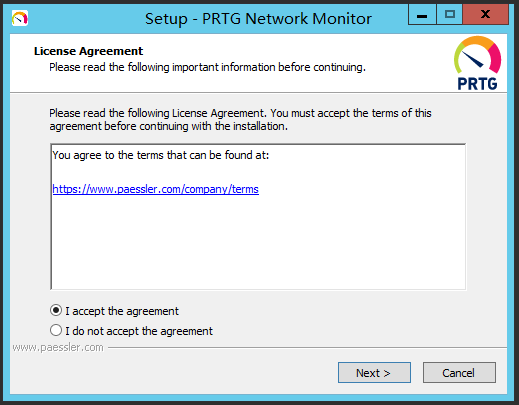 Setup - PRTG Network Monitor
License Agreement
Please read the following important information before continuing.
PRTG
Please read the following License Agreement. You must accept the terms of this
agreement before continuing with the installation.
You agree to the terms that can be found at:
https://www.paessler.com/company/terms
I accept the agreement
I do not accept the agreement
www.paessler.com
Next >
Cancel